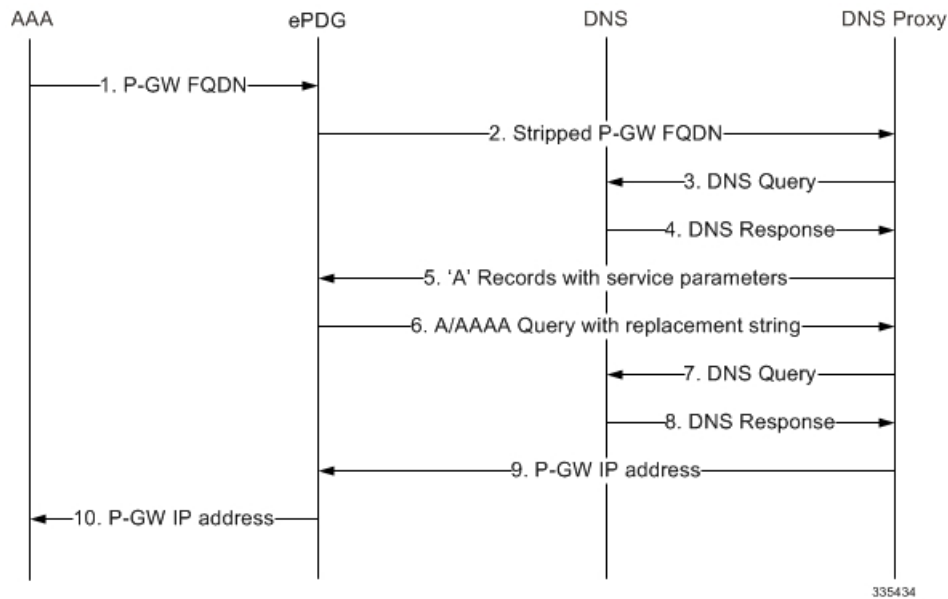 AAA
ePDG
DNS
DNS Proxy
1. P-GW FQDN
2. Stripped P-GW FQDN
3. DNS Query
4. DNS Response
5. ‘A’ Records with service parameters
6. A/AAAA Query with replacement string
7. DNS Query
8. DNS Response
9. P-GW IP address
10. P-GW IP address
335434